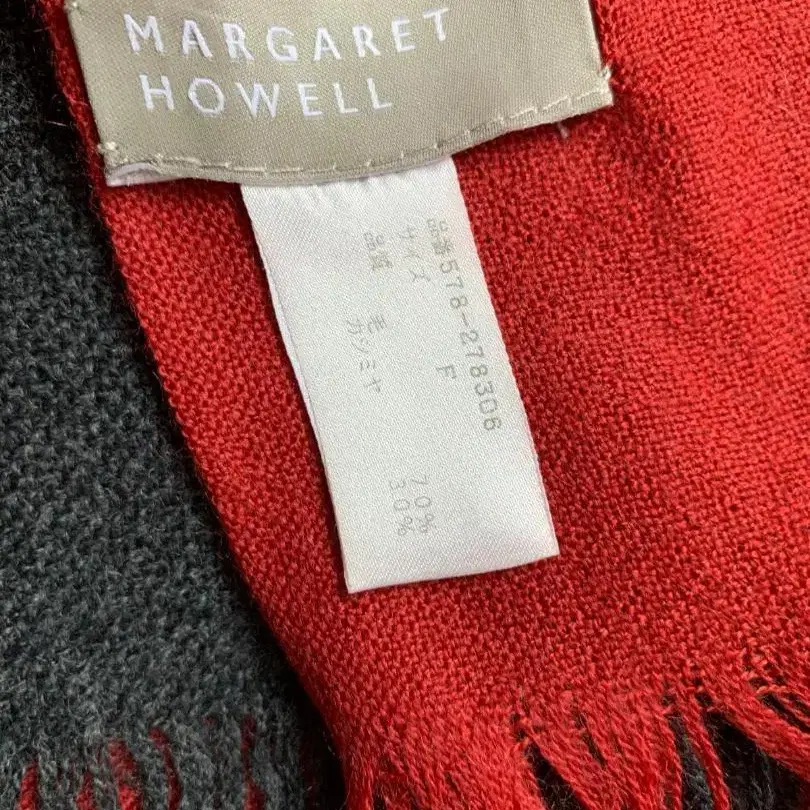 MARGARET
HOWELL
品番578-278306
サイズ F
品質 毛 70%
カシミヤ 30%